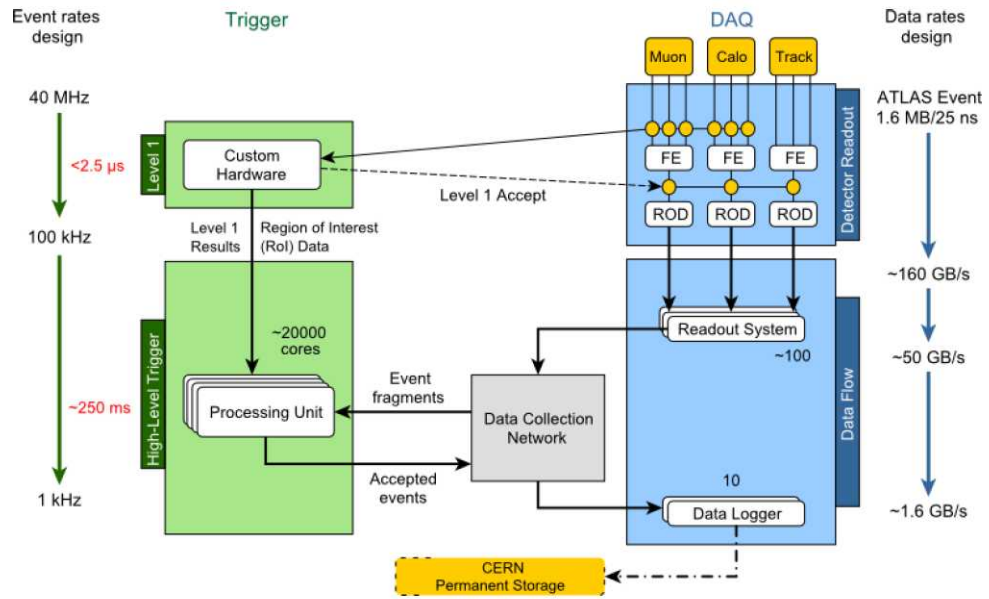 Event rates
design
Trigger
DAQ
Data rates
design
Muon
Calo
Track
40 MHz
ATLAS Event
1.6 MB/25 ns
<2.5 μs
Level 1
Custom
Hardware
FE
FE
FE
Detector Readout
Level 1 Accept
ROD
ROD
ROD
100 kHz
Level 1
Results
Region of Interest
(RoI) Data
~160 GB/s
~20000
cores
Readout System
~100
~50 GB/s
High-Level Trigger
~250 ms
Processing Unit
Event
fragments
Data Collection
Network
Data Flow
Accepted
events
10
1 kHz
Data Logger
~1.6 GB/s
CERN
Permanent Storage